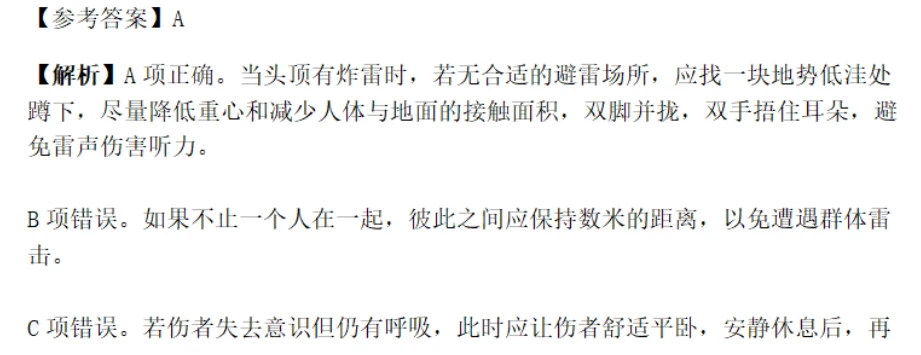 【参考答案】A
【解析】A 项正确。当头顶有炸雷时，若无合适的避雷场所，应找一块地势低洼处
蹲下，尽量降低重心和减少人体与地面的接触面积，双脚并拢，双手捂住耳朵，避
免雷声伤害听力。
B 项错误。如果不止一个人在一起，彼此之间应保持数米的距离，以免遭遇群体雷
击。
C 项错误。若伤者失去意识但仍有呼吸，此时应让伤者舒适平卧，安静休息后，再